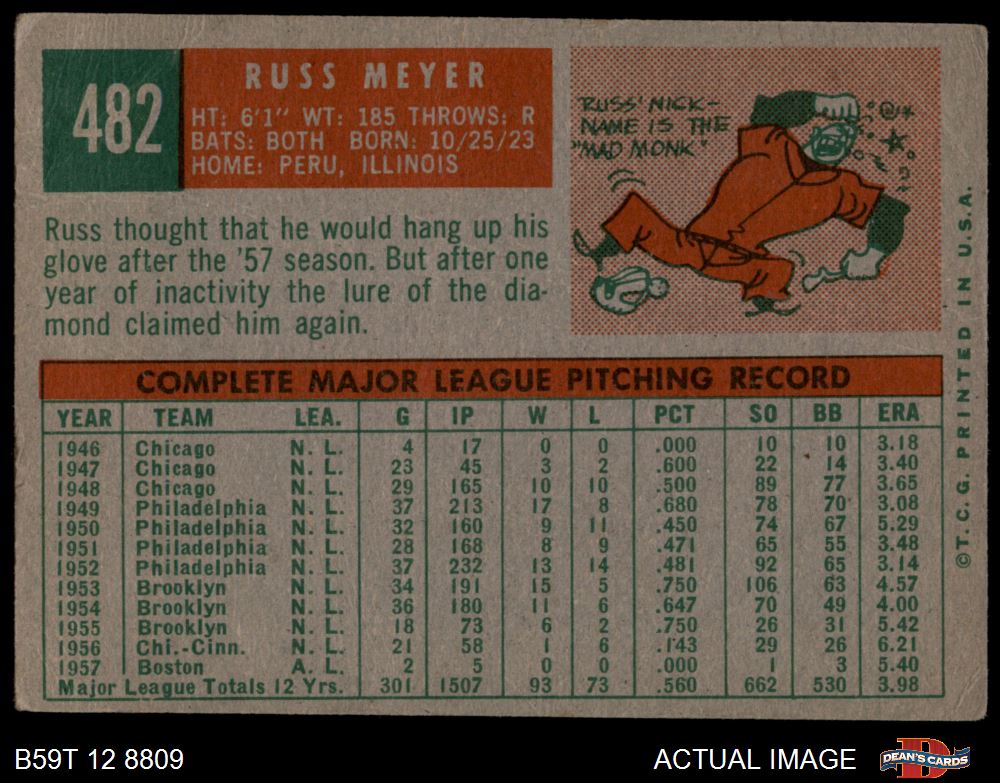 482
RUSS MEYER
HT: 6'1" WT: 185 THROWS: R
BATS: BOTH BORN: 10/25/23
HOME: PERU, ILLINOIS
RUSS' NICK-
NAME IS THE
"MAD MONK"
Russ thought that he would hang up his
glove after the '57 season. But after one
year of inactivity the lure of the dia-
mond claimed him again.
COMPLETE MAJOR LEAGUE PITCHING RECORD
YEAR TEAM LEA. G IP W L PCT SO BB ERA
1946 Chicago N. L. 4 17 0 0 .000 10 10 3.18
1947 Chicago N. L. 23 45 3 2 .600 22 14 3.40
1948 Chicago N. L. 29 165 10 10 .500 89 77 3.65
1949 Philadelphia N. L. 37 213 17 8 .680 78 70 3.08
1950 Philadelphia N. L. 32 160 9 11 .450 74 67 5.29
1951 Philadelphia N. L. 28 168 8 9 .471 65 55 3.48
1952 Philadelphia N. L. 37 232 13 14 .481 92 65 3.14
1953 Brooklyn N. L. 34 191 15 5 .750 106 63 4.57
1954 Brooklyn N. L. 36 180 11 6 .647 70 49 4.00
1955 Brooklyn N. L. 18 73 6 2 .750 26 31 5.42
1956 Chi.-Cinn. N. L. 21 58 1 6 .143 29 26 6.21
1957 Boston A. L. 2 5 0 0 .000 1 3 5.40
Major League Totals 12 Yrs. 301 1507 93 73 .560 662 530 3.98
©T. C. G. PRINTED IN U.S.A.
B59T 12 8809
ACTUAL IMAGE
DEAN'S CARDS